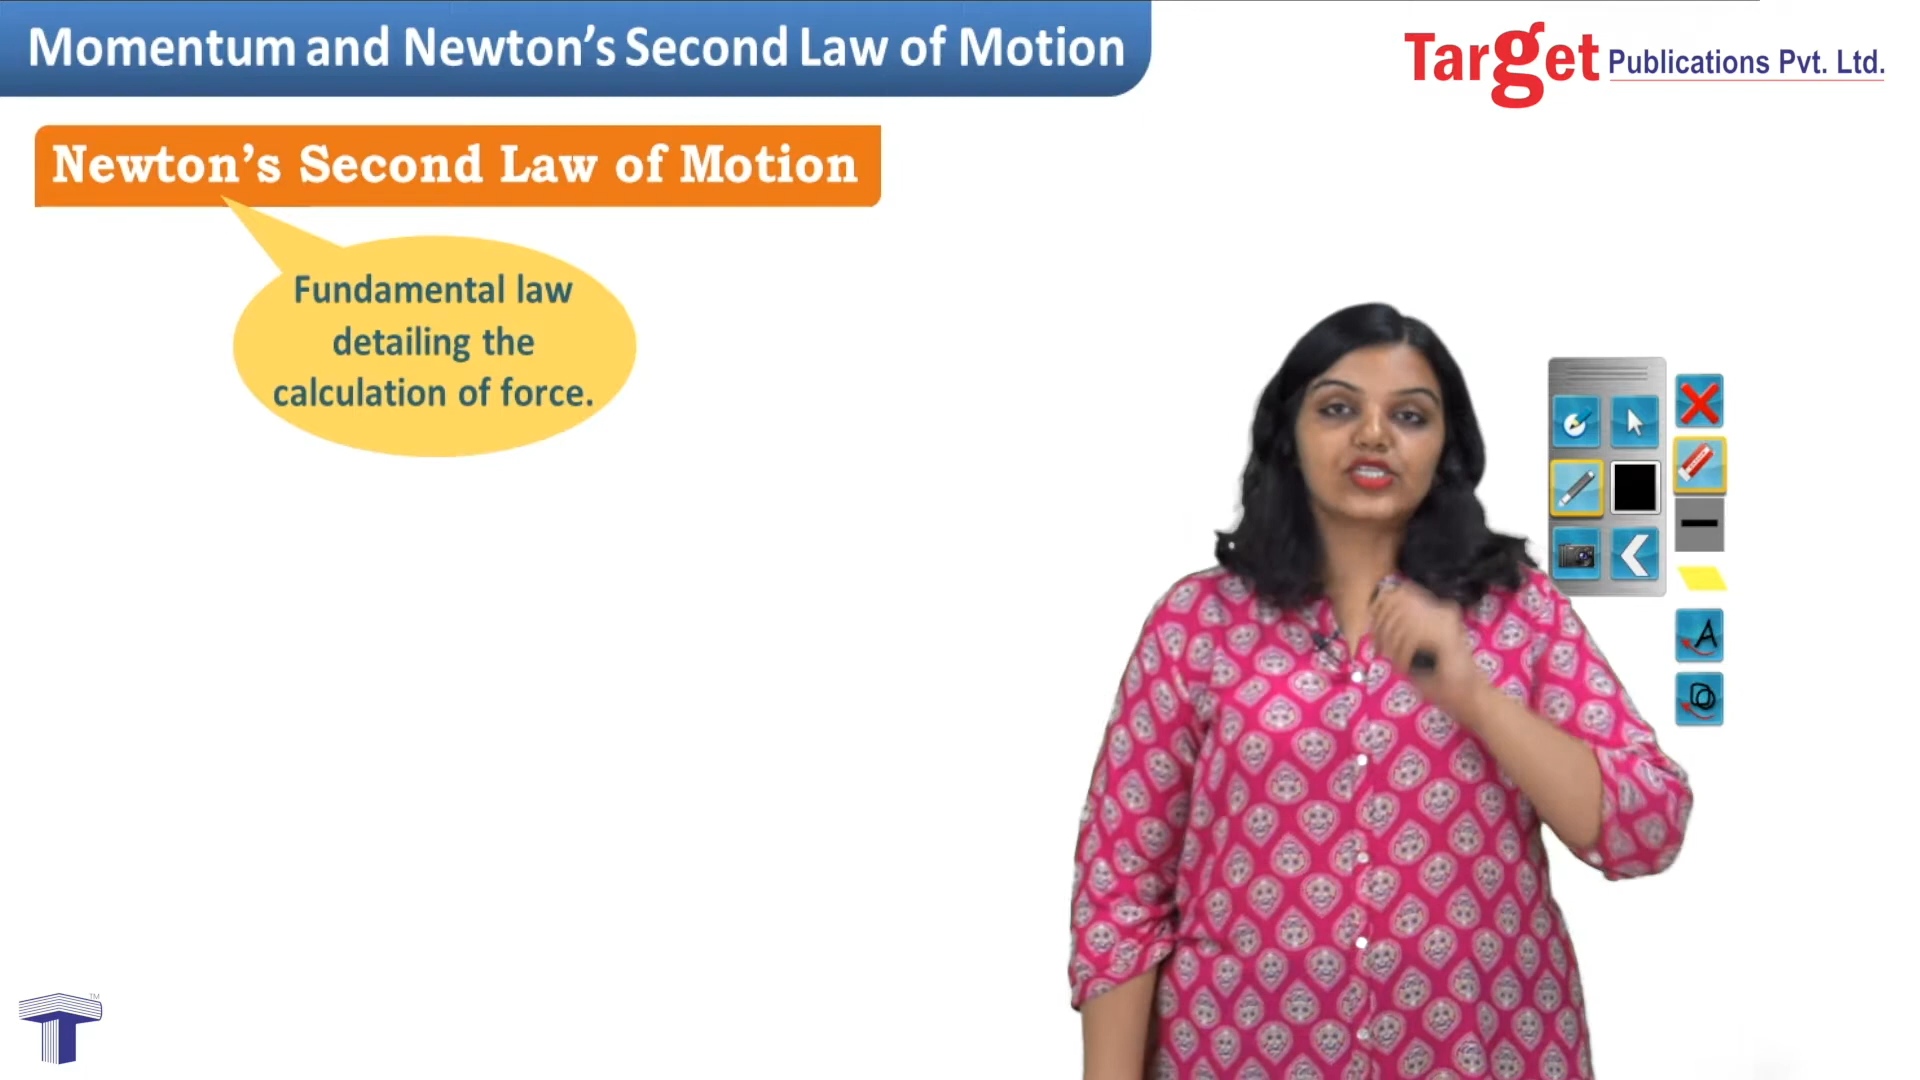 Momentum and Newton's Second Law of Motion
Target Publications Pvt. Ltd.
Newton's Second Law of Motion
Fundamental law
detailing the
calculation of force.
A
D
T
TM